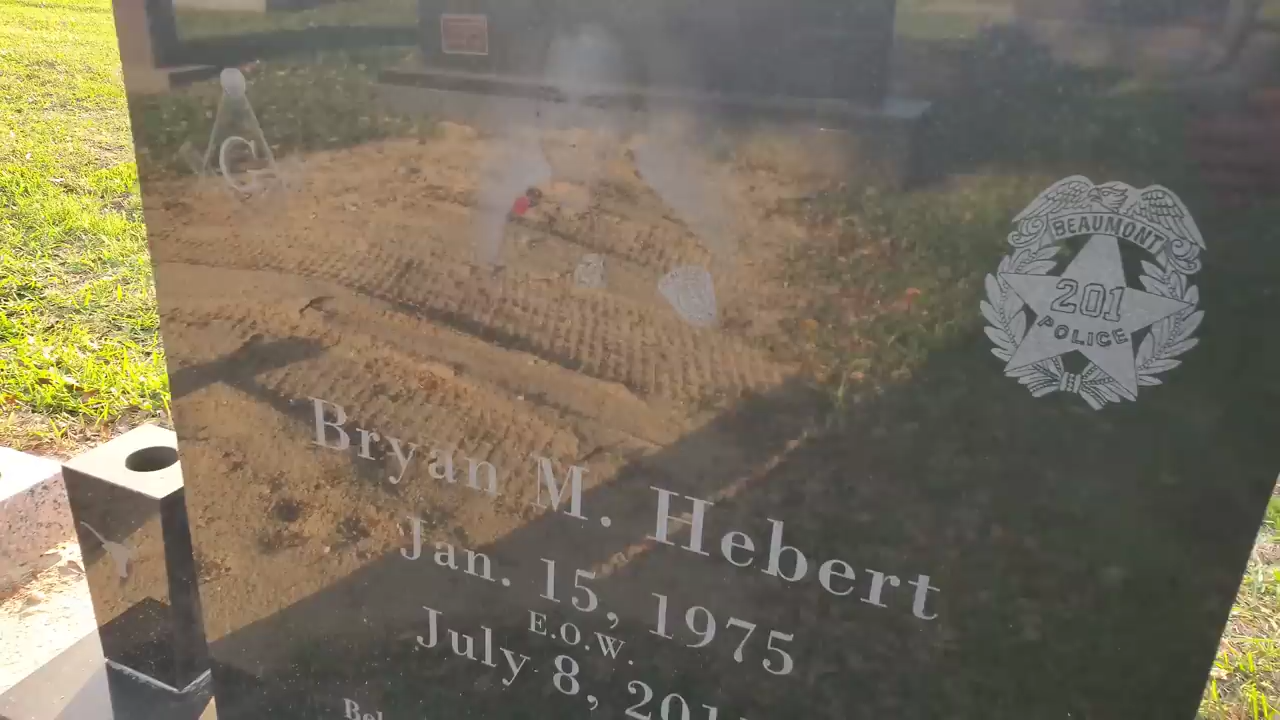 G
BEAUMONT
201
POLICE
Bryan M. Hebert
Jan. 15, 1975
E.O.W.
July 8,